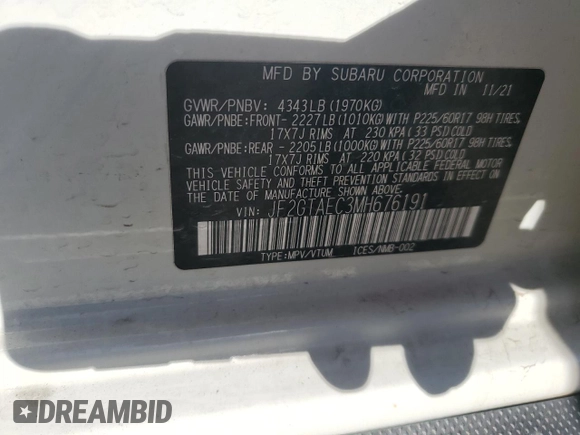 MFD BY SUBARU CORPORATION
MFD IN 11/21
GVWR/PNBV: 4343LB(1970KG)
GAWR/PNBE:FRONT- 2227LB(1010KG)WITH P225/60R17 98H TIRES,
17X7J RIMS AT 230 KPA(33 PSI)COLD
GAWR/PNBE:REAR - 2205LB(1000KG)WITH P225/60R17 98H TIRES,
17X7J RIMS AT 220 KPA(32 PSI)COLD
THIS VEHICLE CONFORMS TO ALL APPLICABLE FEDERAL MOTOR
VEHICLE SAFETY STANDARDS IN EFFECT ON THE
DATE OF MANUFACTURE SHOWN ABOVE.
VIN: JF2GTAEC3MH676191
TYPE:MPV/VTUM ICES/NMB-002
DREAMBID